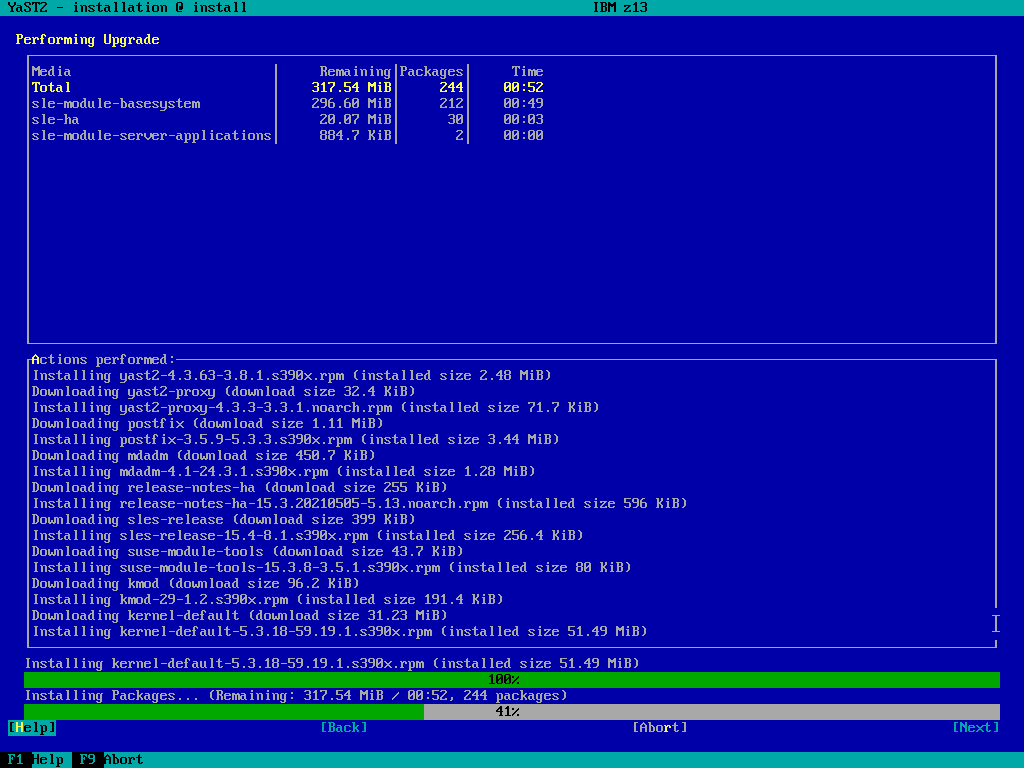 YaST2 - installation @ install IBM z13
Performing Upgrade
Media Remaining Packages Time
Total 317.54 MiB 244 00:52
sle-module-basesystem 296.60 MiB 212 00:49
sle-ha 20.07 MiB 30 00:03
sle-module-server-applications 884.7 KiB 2 00:00
Actions performed:
Installing yast2-4.3.63-3.8.1.s390x.rpm (installed size 2.48 MiB)
Downloading yast2-proxy (download size 32.4 KiB)
Installing yast2-proxy-4.3.3-3.3.1.noarch.rpm (installed size 71.7 KiB)
Downloading postfix (download size 1.11 MiB)
Installing postfix-3.5.9-5.3.3.s390x.rpm (installed size 3.44 MiB)
Downloading mdadm (download size 450.7 KiB)
Installing mdadm-4.1-24.3.1.s390x.rpm (installed size 1.28 MiB)
Downloading release-notes-ha (download size 255 KiB)
Installing release-notes-ha-15.3.20210505-5.13.noarch.rpm (installed size 596 KiB)
Downloading sles-release (download size 399 KiB)
Installing sles-release-15.4-8.1.s390x.rpm (installed size 256.4 KiB)
Downloading suse-module-tools (download size 43.7 KiB)
Installing suse-module-tools-15.3.8-3.5.1.s390x.rpm (installed size 80 KiB)
Downloading kmod (download size 96.2 KiB)
Installing kmod-29-1.2.s390x.rpm (installed size 191.4 KiB)
Downloading kernel-default (download size 31.23 MiB)
Installing kernel-default-5.3.18-59.19.1.s390x.rpm (installed size 51.49 MiB)
Installing kernel-default-5.3.18-59.19.1.s390x.rpm (installed size 51.49 MiB)
100%
Installing Packages... (Remaining: 317.54 MiB / 00:52, 244 packages)
41%
[Help] [Back] [Abort] [Next]
F1 Help F9 Abort